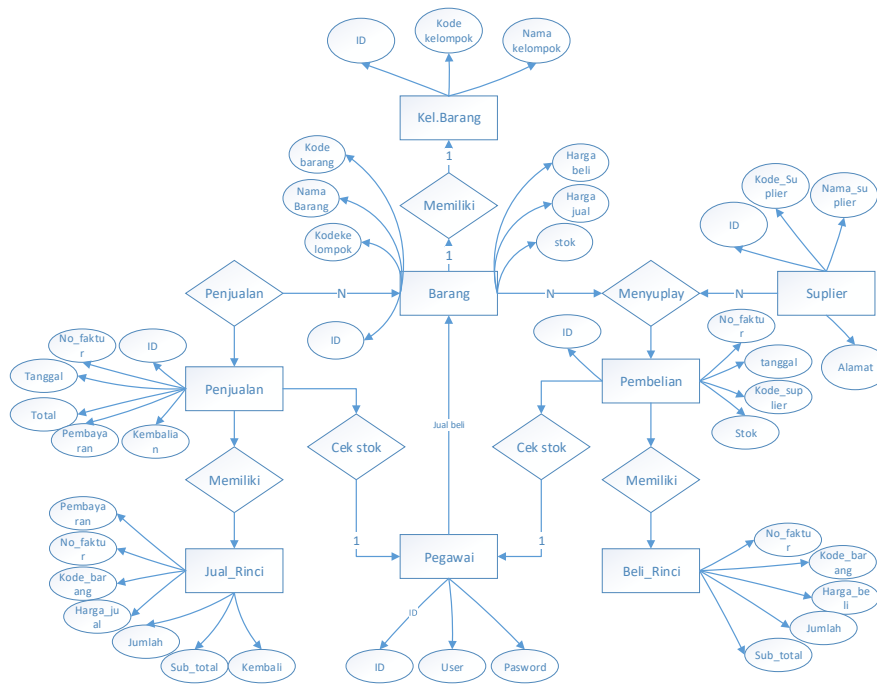 ID
Kode
kelompok
Nama
kelompok
Kel.Barang
1
Memiliki
1
Kode
barang
Nama
Barang
Kodeke
lompok
ID
Harga
beli
Harga
jual
stok
Barang
Penjualan
N
N
Menyuplay
N
Suplier
ID
Kode_Su
plier
Nama_su
plier
Alamat
No_faktu
r
ID
Tanggal
Total
Pembaya
ran
Kembalia
n
Penjualan
Cek stok
1
Jual beli
ID
Pembelian
No_faktu
r
tanggal
Kode_sup
lier
Stok
Cek stok
1
Memiliki
Memiliki
Pembaya
ran
No_faktu
r
Kode_bar
ang
Harga_ju
al
Jumlah
Sub_total
Kembali
Jual_Rinci
Pegawai
ID
ID
User
Pasword
Beli_Rinci
No_faktu
r
Kode_bar
ang
Harga_be
li
Jumlah
Sub_total